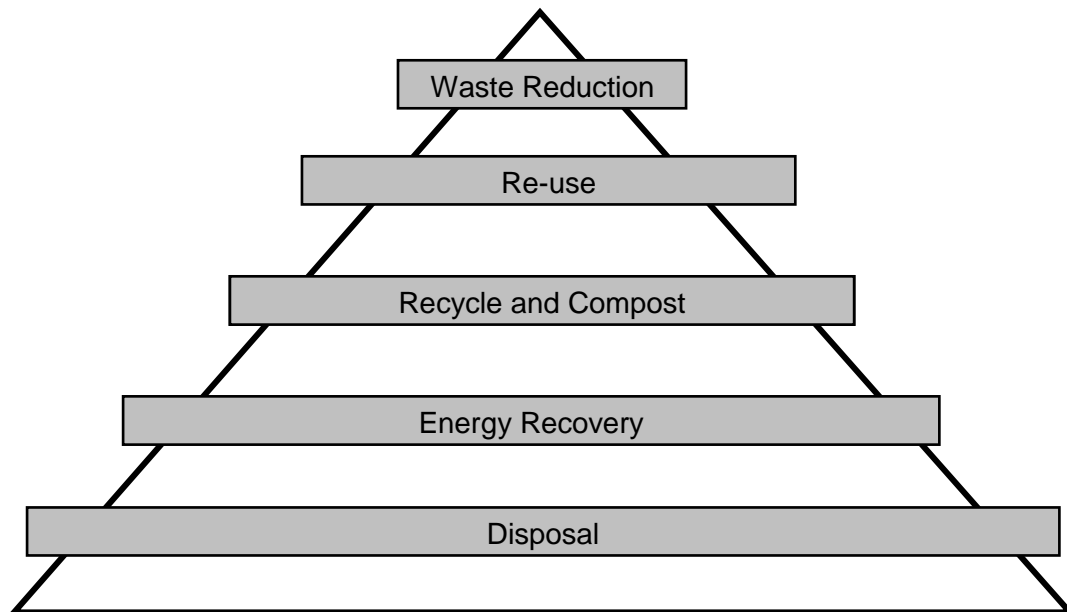 Waste Reduction
Re-use
Recycle and Compost
Energy Recovery
Disposal